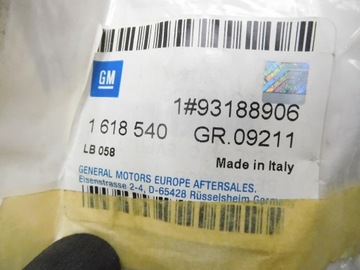 GM
1#93188906
1 618 540 GR.09211
LB 058
Made in Italy
GENERAL MOTORS EUROPE AFTERSALES.
Eisenstrasse 2-4, D-65428 Rüsselsheim